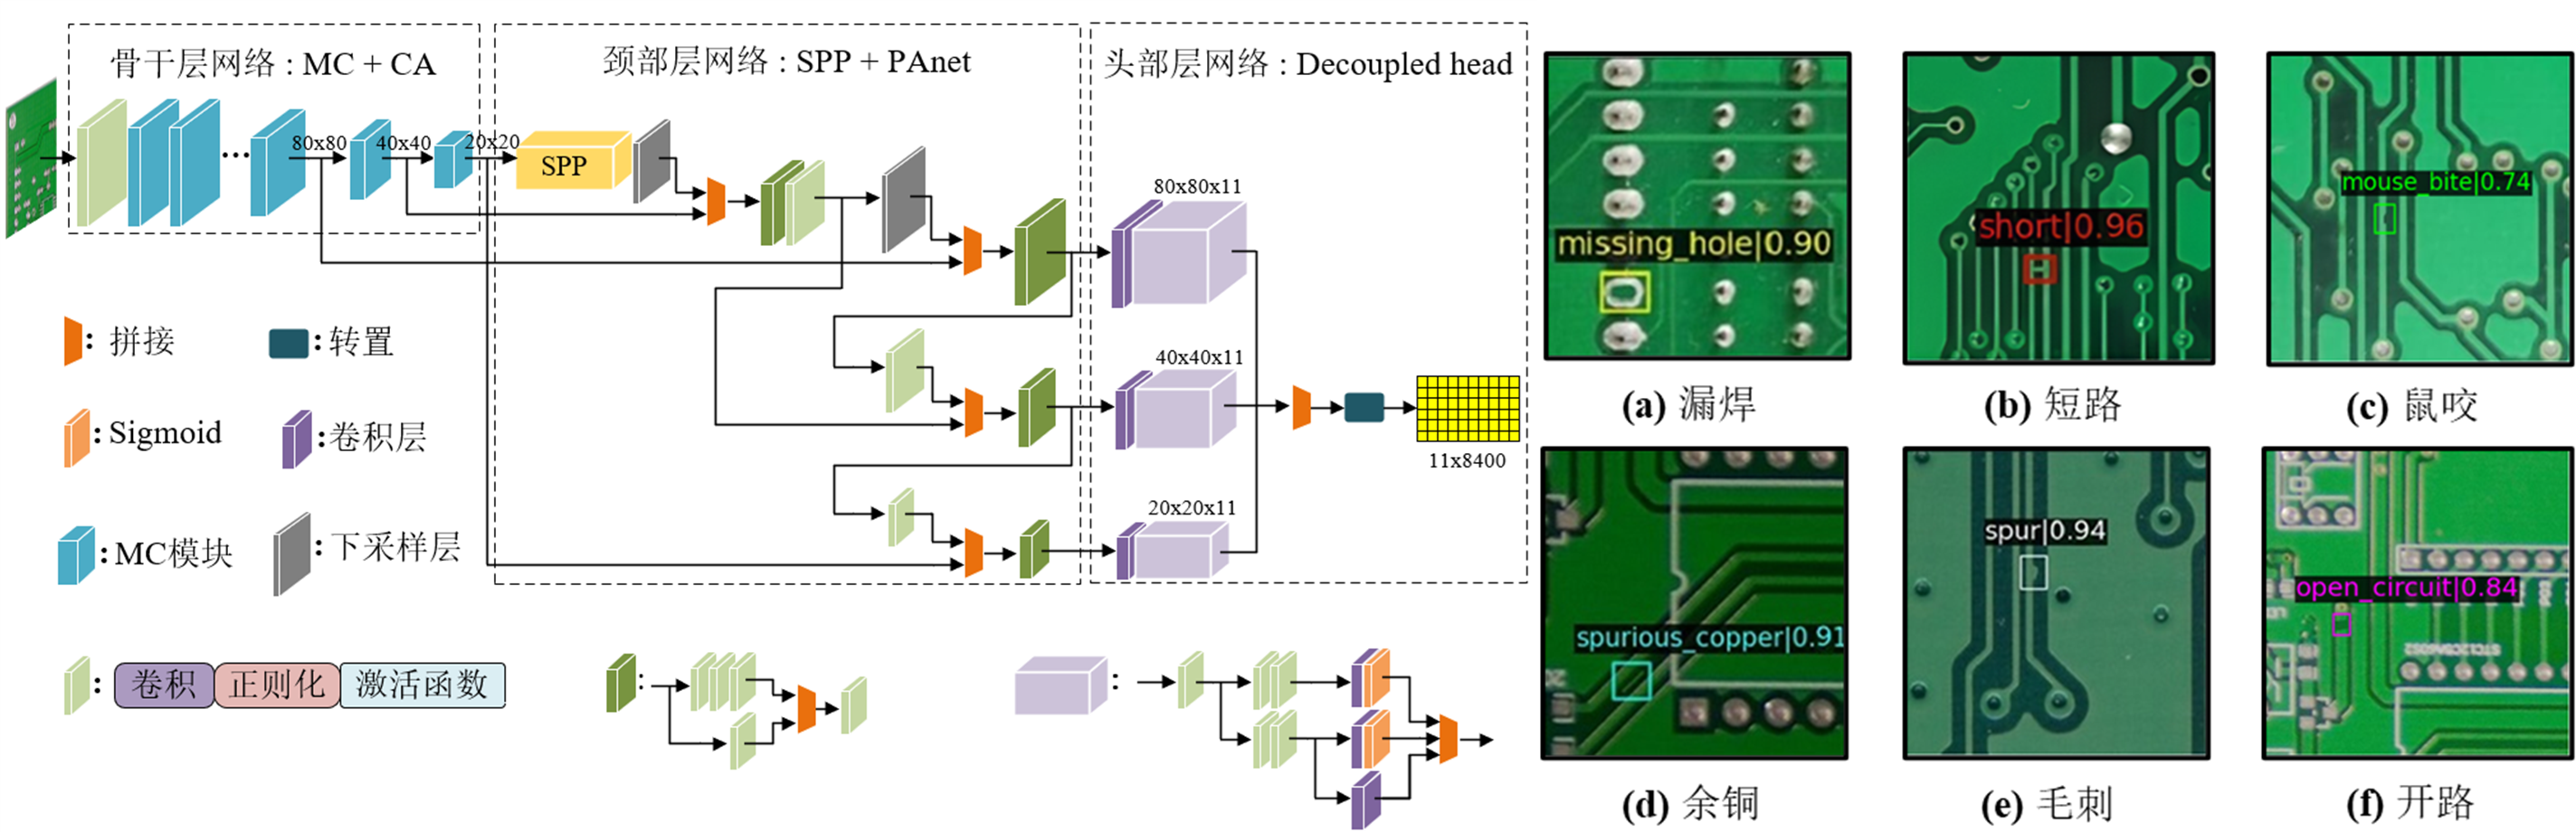 骨干层网络 : MC + CA
颈部层网络 : SPP + PAnet
头部层网络 : Decoupled head
80x80
40x40
20x20
SPP
80x80x11
40x40x11
20x20x11
11x8400
: 拼接
: 转置
: Sigmoid
: 卷积层
: MC模块
: 下采样层
: 卷积 正则化 激活函数
:
:
missing_hole|0.90
(a) 漏焊
short|0.96
(b) 短路
mouse_bite|0.74
(c) 鼠咬
spurious_copper|0.91
(d) 余铜
spur|0.94
(e) 毛刺
open_circuit|0.84
(f) 开路